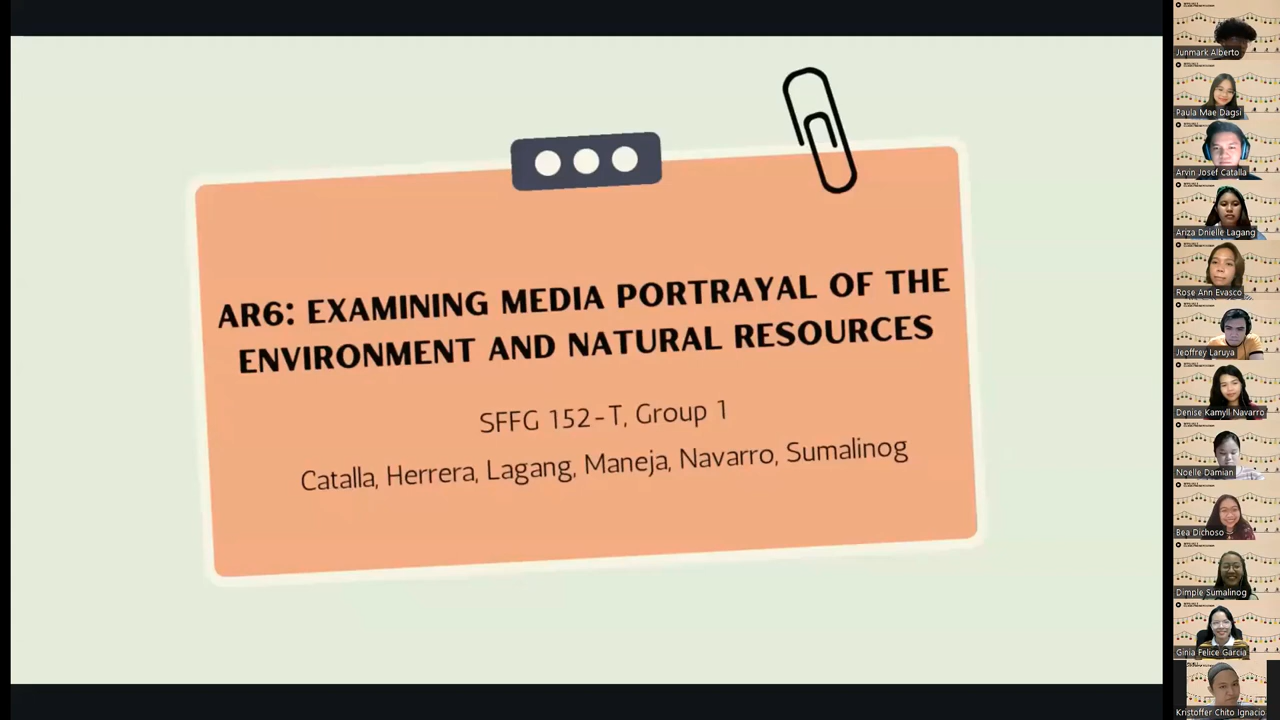 AR6: EXAMINING MEDIA PORTRAYAL OF THE
ENVIRONMENT AND NATURAL RESOURCES
SFFG 152-T, Group 1
Catalla, Herrera, Lagang, Maneja, Navarro, Sumalinog
Junmark Alberto
Paula Mae Dagsi
Arvin Josef Catalla
Ariza Dnielle Lagang
Rose Ann Evasco
Jeoffrey Laruya
Denise Kamyll Navarro
Noelle Damian
Bea Dichoso
Dimple Sumalinog
Ginia Felice Garcia
Kristoffer Chito Ignacio